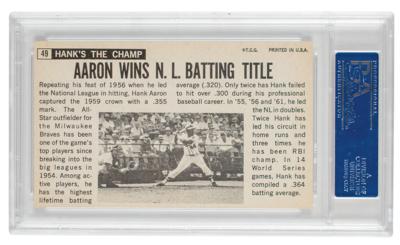 49 HANK'S THE CHAMP
©T.C.G. PRINTED IN U.S.A.
AARON WINS N. L. BATTING TITLE
Repeating his feat of 1956 when he led
the National League in hitting, Hank Aaron
captured the 1959 crown with a .355
mark. The All-
Star outfielder for
the Milwaukee
Braves has been
one of the game's
top players since
breaking into the
big leagues in
1954. Among ac-
tive players, he
has the highest
lifetime batting
average (.320). Only twice has Hank failed
to hit over .300 during his professional
baseball career. In '55, '56 and '61, he led
the NL in doubles.
Twice Hank has
led his circuit in
home runs and
three times he
has been RBI
champ. In 14
World Series
games, Hank has
compiled a .364
batting average.
PSA
PROFESSIONAL
SPORTS
AUTHENTICATOR